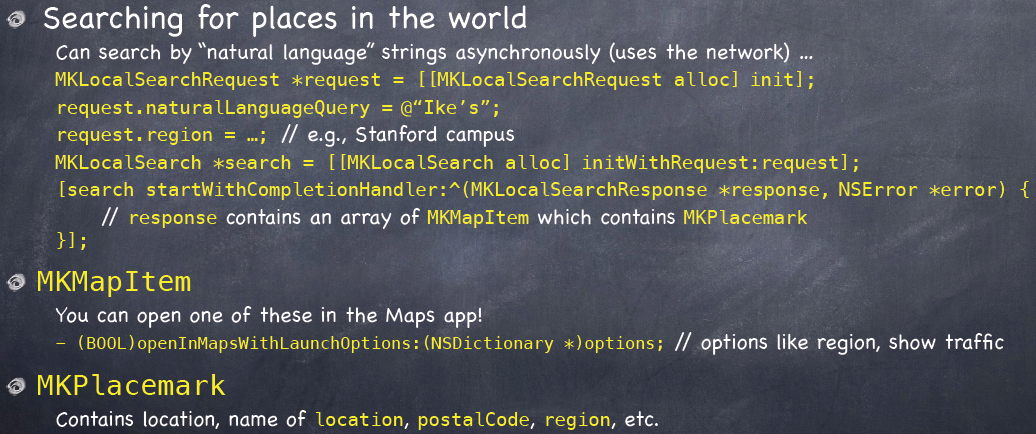 Searching for places in the world
Can search by “natural language” strings asynchronously (uses the network) …
MKLocalSearchRequest *request = [[MKLocalSearchRequest alloc] init];
request.naturalLanguageQuery = @“Ike’s”;
request.region = …; // e.g., Stanford campus
MKLocalSearch *search = [[MKLocalSearch alloc] initWithRequest:request];
[search startWithCompletionHandler:^(MKLocalSearchResponse *response, NSError *error) {
// response contains an array of MKMapItem which contains MKPlacemark
}];
MKMapItem
You can open one of these in the Maps app!
- (BOOL)openInMapsWithLaunchOptions:(NSDictionary *)options; // options like region, show traffic
MKPlacemark
Contains location, name of location, postalCode, region, etc.